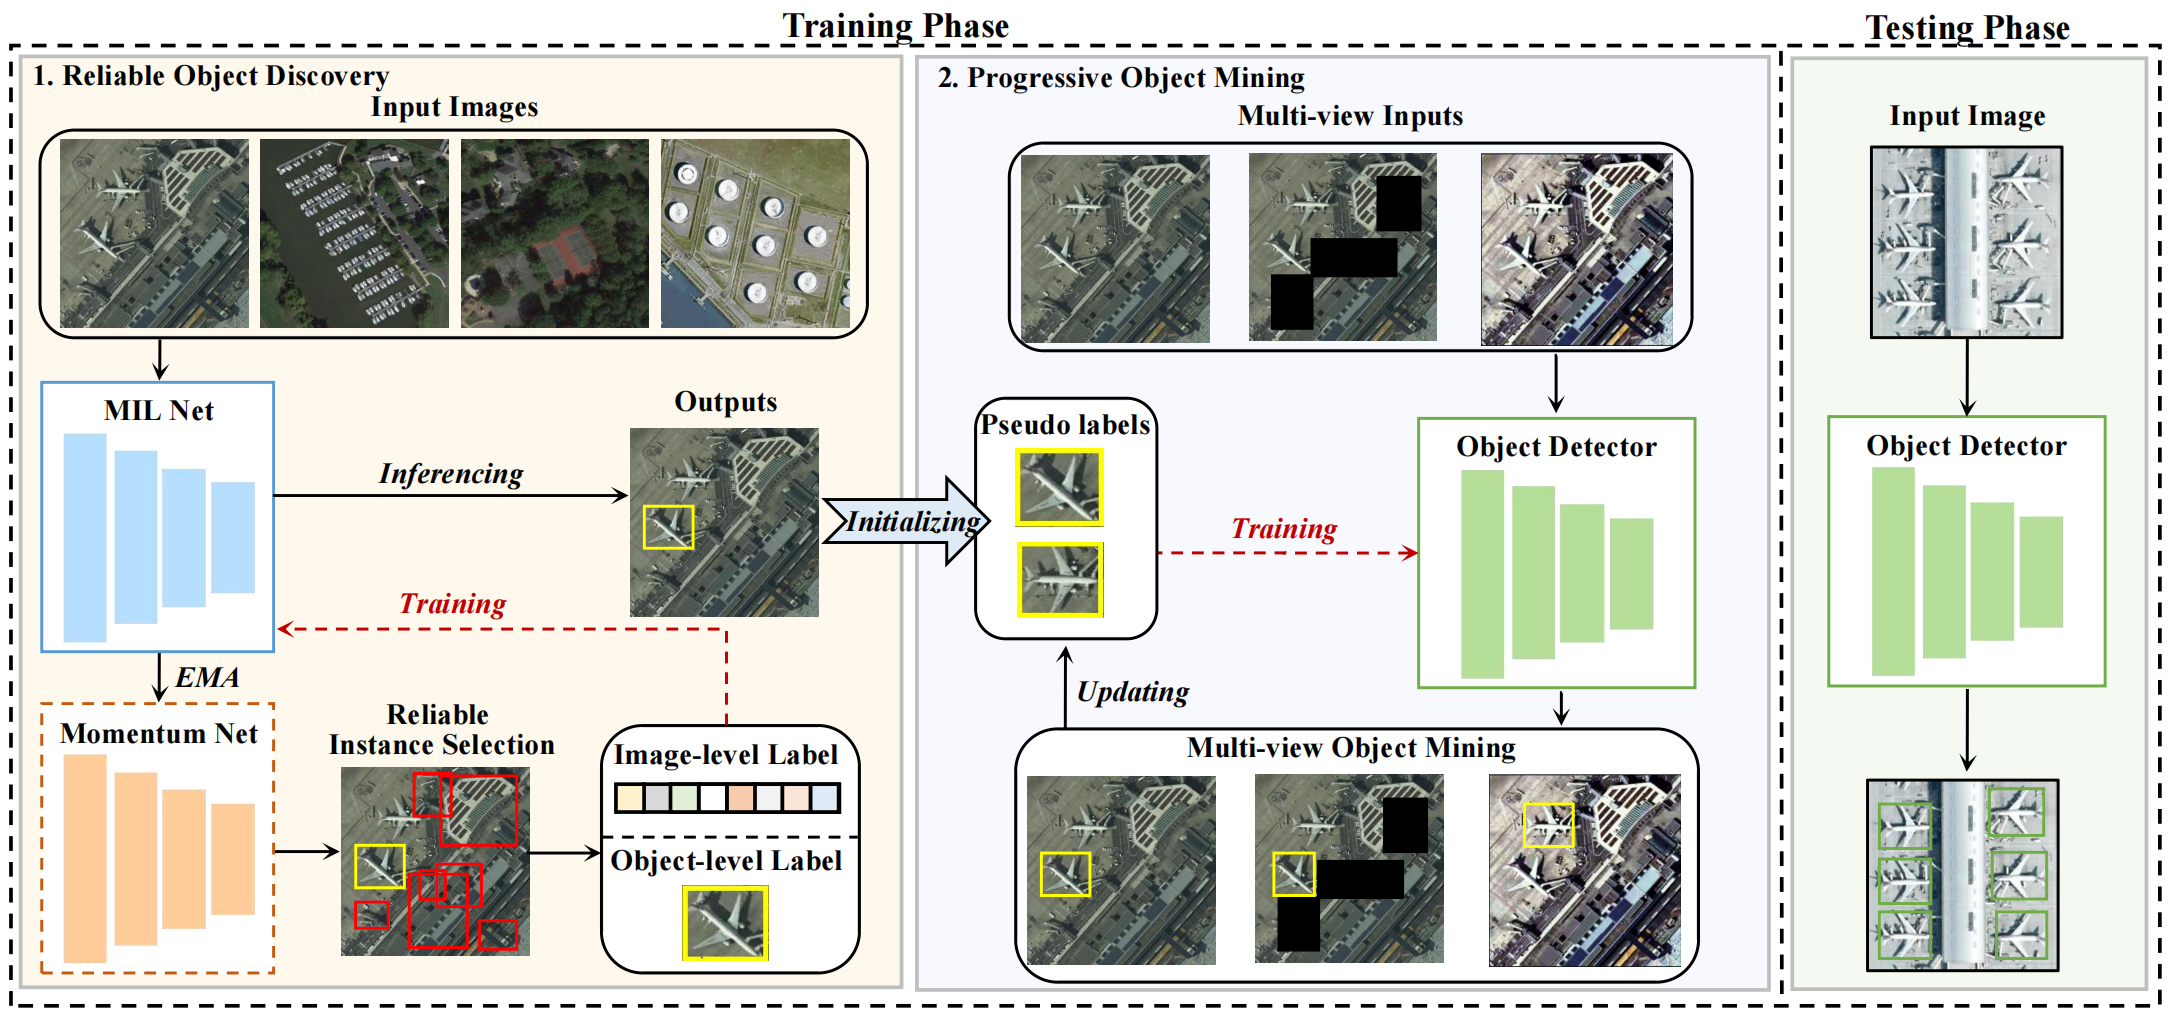 Training Phase
Testing Phase
1. Reliable Object Discovery
Input Images
MIL Net
Inferencing
Outputs
Training
EMA
Momentum Net
Reliable
Instance Selection
Image-level Label
Object-level Label
Initializing
2. Progressive Object Mining
Multi-view Inputs
Pseudo labels
Training
Object Detector
Updating
Multi-view Object Mining
Input Image
Object Detector